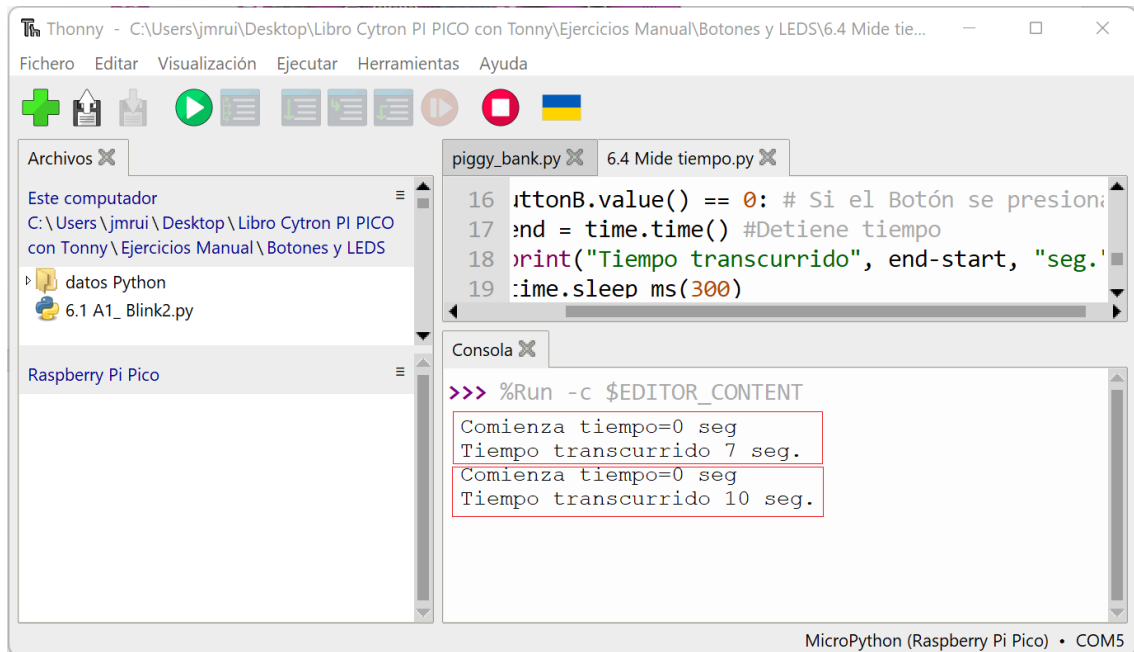 Thonny - C:\Users\jmrui\Desktop\Libro Cytron PI PICO con Tonny\Ejercicios Manual\Botones y LEDS\6.4 Mide tie...
Fichero Editar Visualización Ejecutar Herramientas Ayuda
Archivos
Este computador
C:\Users\jmrui\Desktop\Libro Cytron PI PICO
con Tonny\Ejercicios Manual\Botones y LEDS
datos Python
6.1 A1_ Blink2.py
Raspberry Pi Pico
piggy_bank.py 6.4 Mide tiempo.py
16 uttonB.value() == 0: # Si el Botón se presiona
17 end = time.time() #Detiene tiempo
18 print("Tiempo transcurrido", end-start, "seg."
19 time.sleep_ms(300)
Consola
>>> %Run -c $EDITOR_CONTENT
Comienza tiempo=0 seg
Tiempo transcurrido 7 seg.
Comienza tiempo=0 seg
Tiempo transcurrido 10 seg.
MicroPython (Raspberry Pi Pico) • COM5